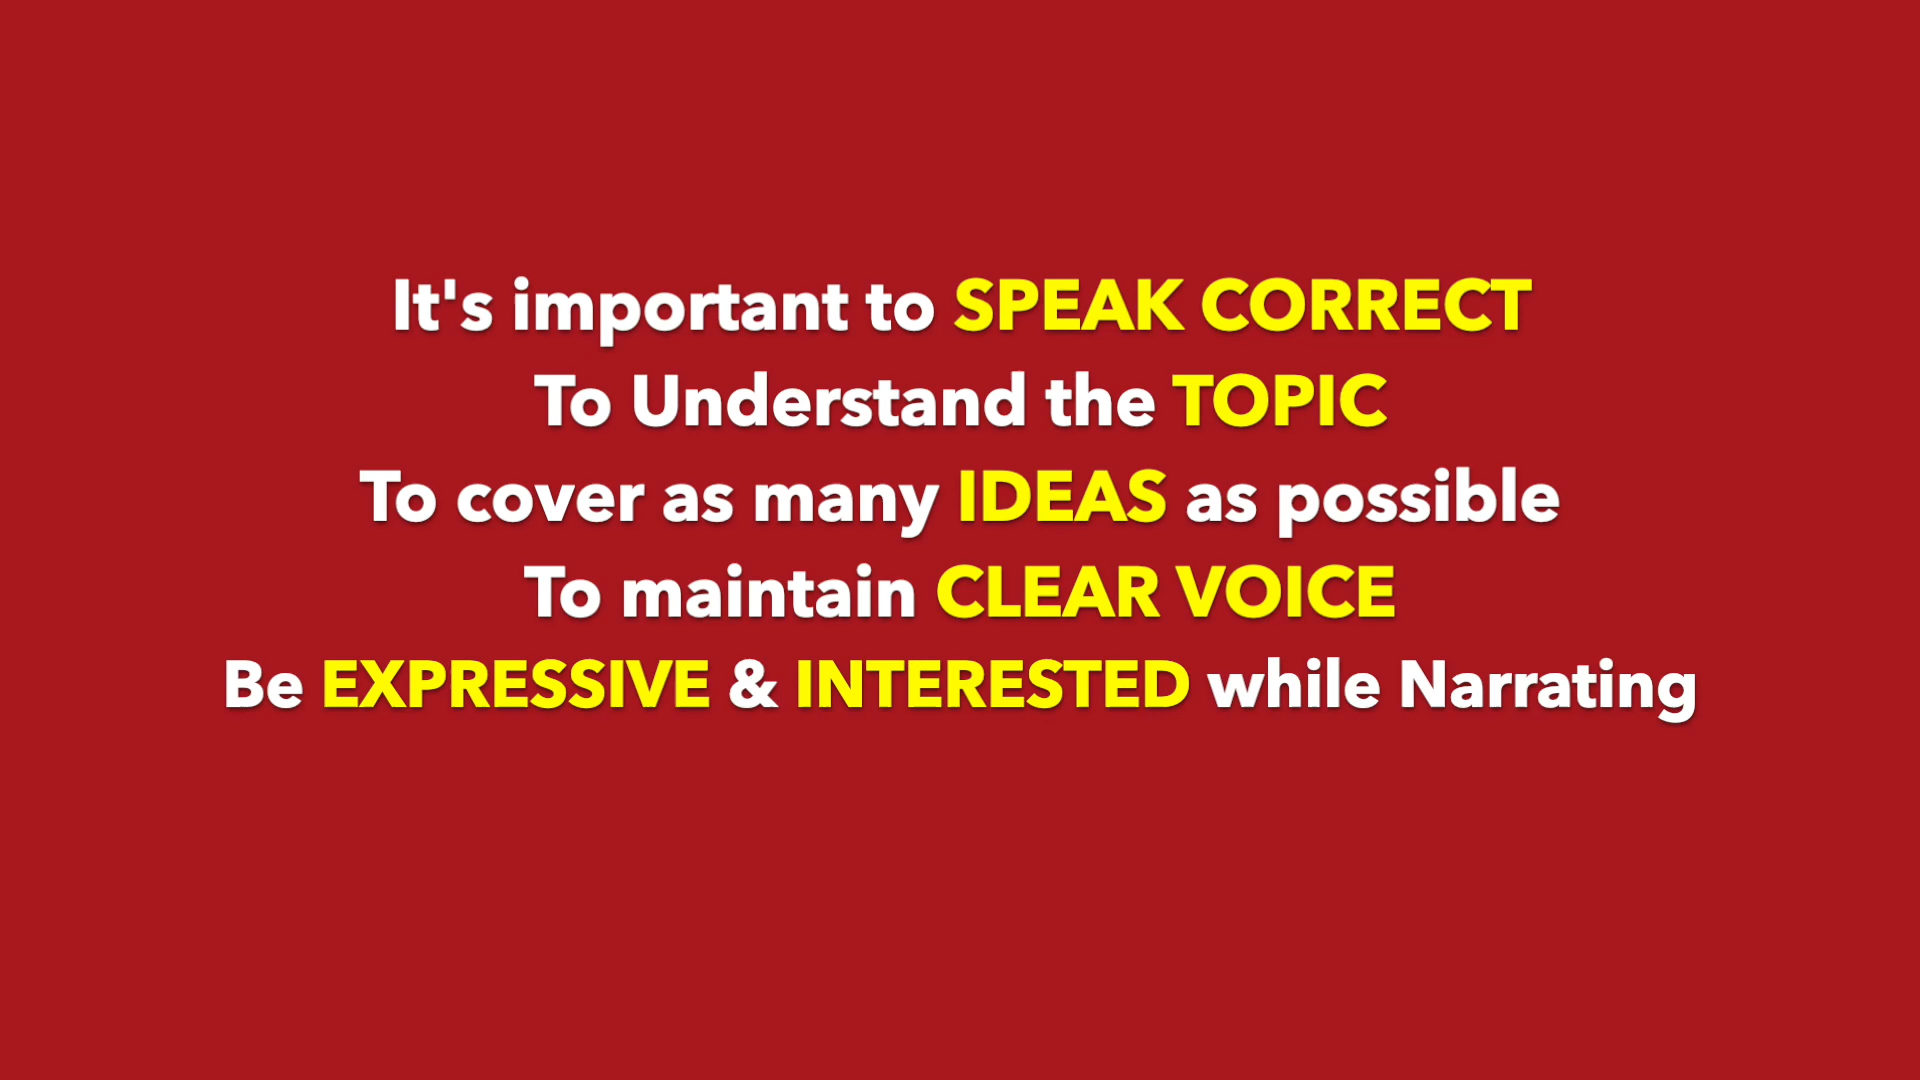 It's important to SPEAK CORRECT
To Understand the TOPIC
To cover as many IDEAS as possible
To maintain CLEAR VOICE
Be EXPRESSIVE & INTERESTED while Narrating